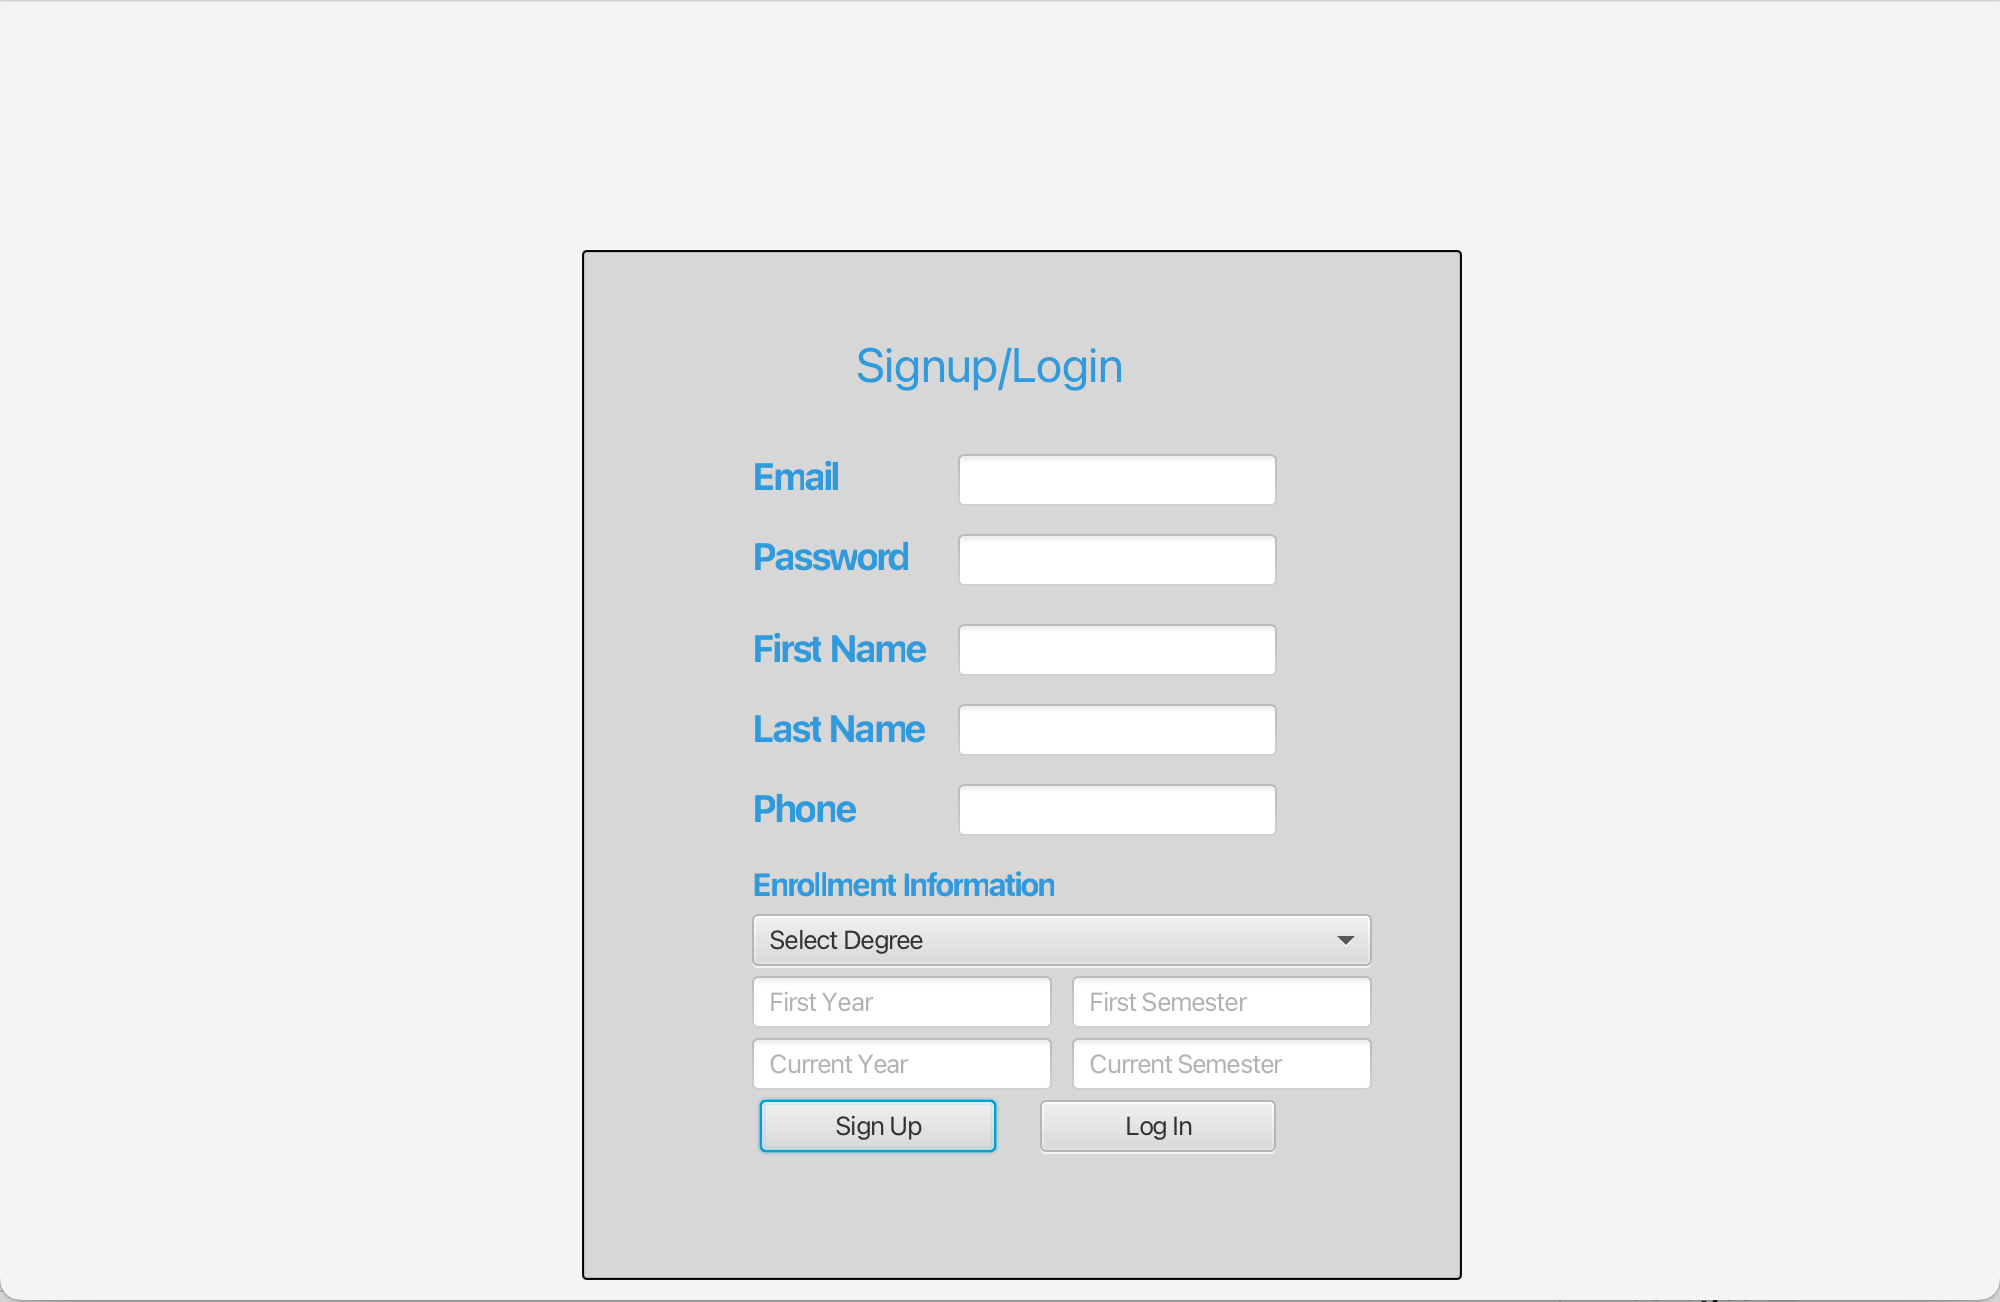 Signup/Login
Email
Password
First Name
Last Name
Phone
Enrollment Information
Select Degree
First Year First Semester
Current Year Current Semester
Sign Up Log In